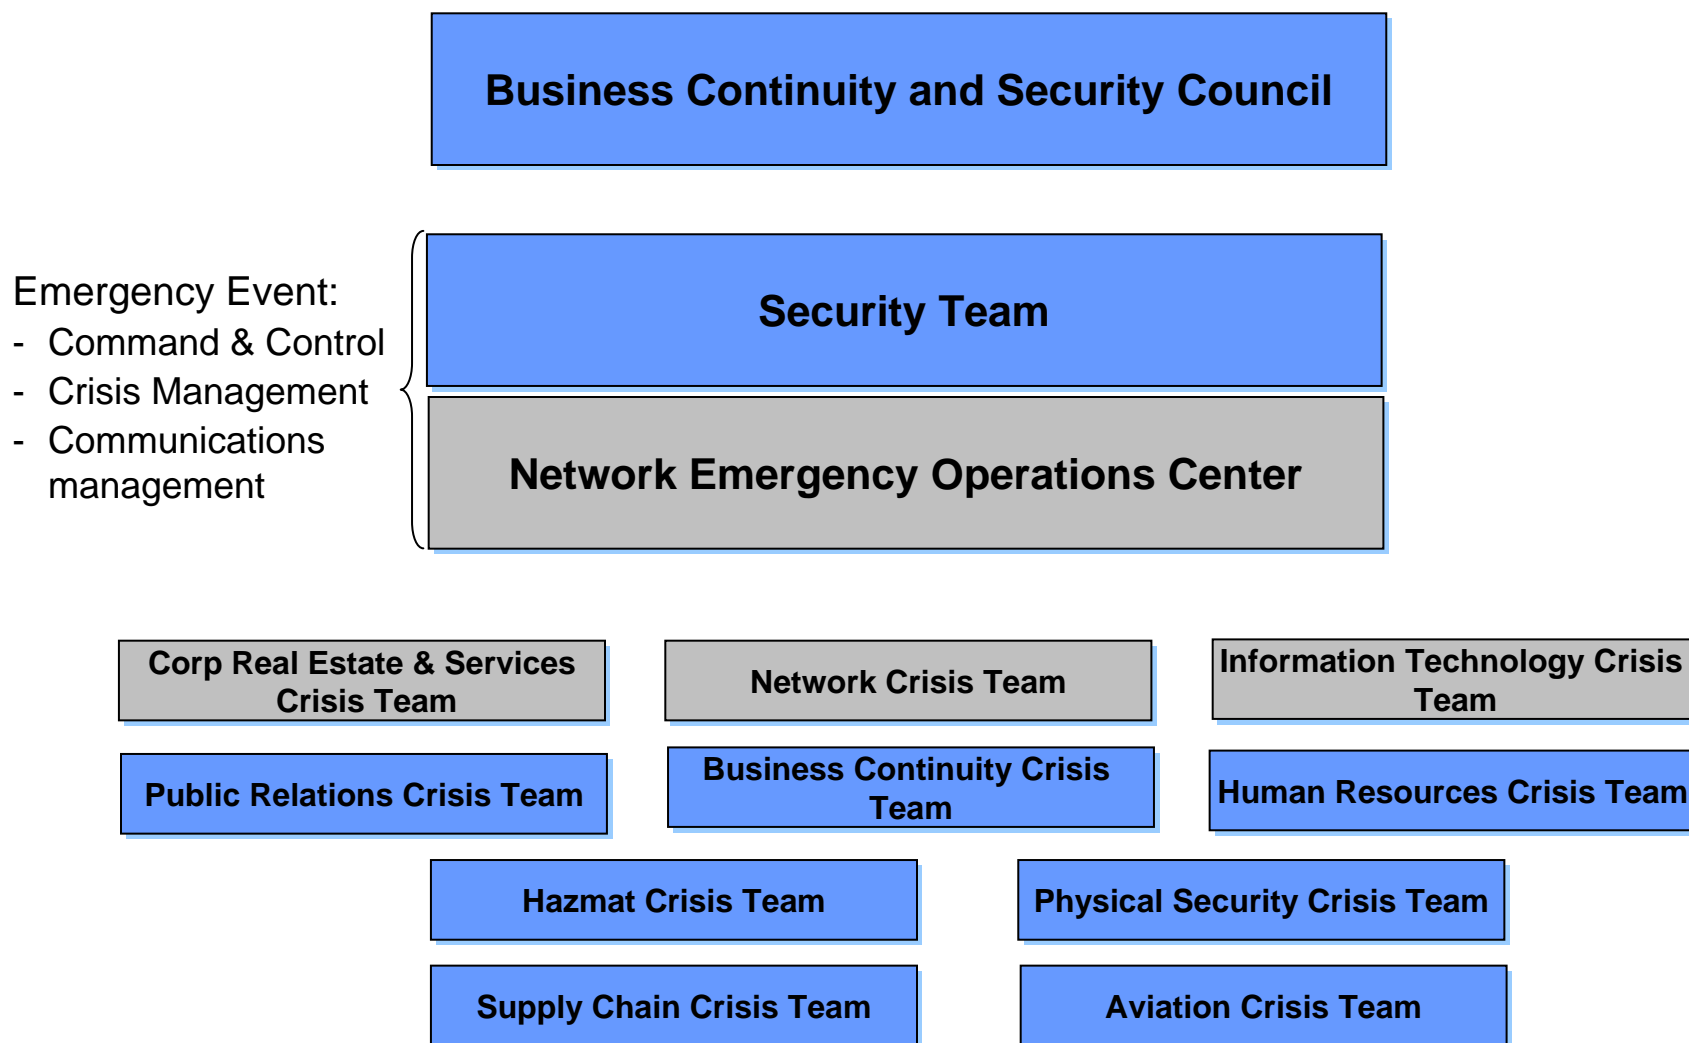 Business Continuity and Security Council
Emergency Event:
- Command & Control
- Crisis Management
- Communications
management
Security Team
Network Emergency Operations Center
Corp Real Estate & Services
Crisis Team
Network Crisis Team
Information Technology Crisis
Team
Public Relations Crisis Team
Business Continuity Crisis
Team
Human Resources Crisis Team
Hazmat Crisis Team
Physical Security Crisis Team
Supply Chain Crisis Team
Aviation Crisis Team